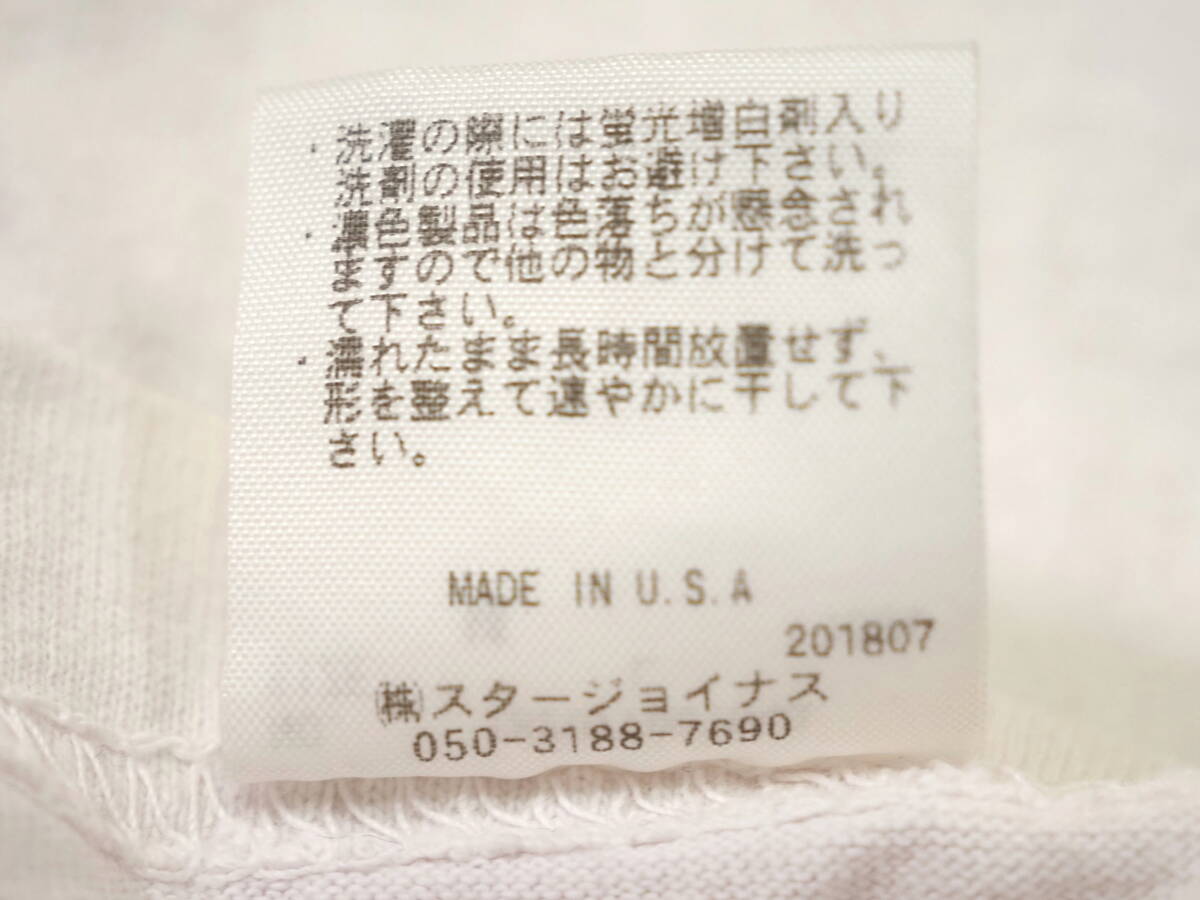 ・洗濯の際には蛍光増白剤入り
洗剤の使用はお避け下さい。
・濃色製品は色落ちが懸念され
ますので他の物と分けて洗っ
て下さい。
・濡れたまま長時間放置せず、
形を整えて速やかに干して下
さい。
MADE IN U.S.A
201807
㈱スタージョイナス
050-3188-7690